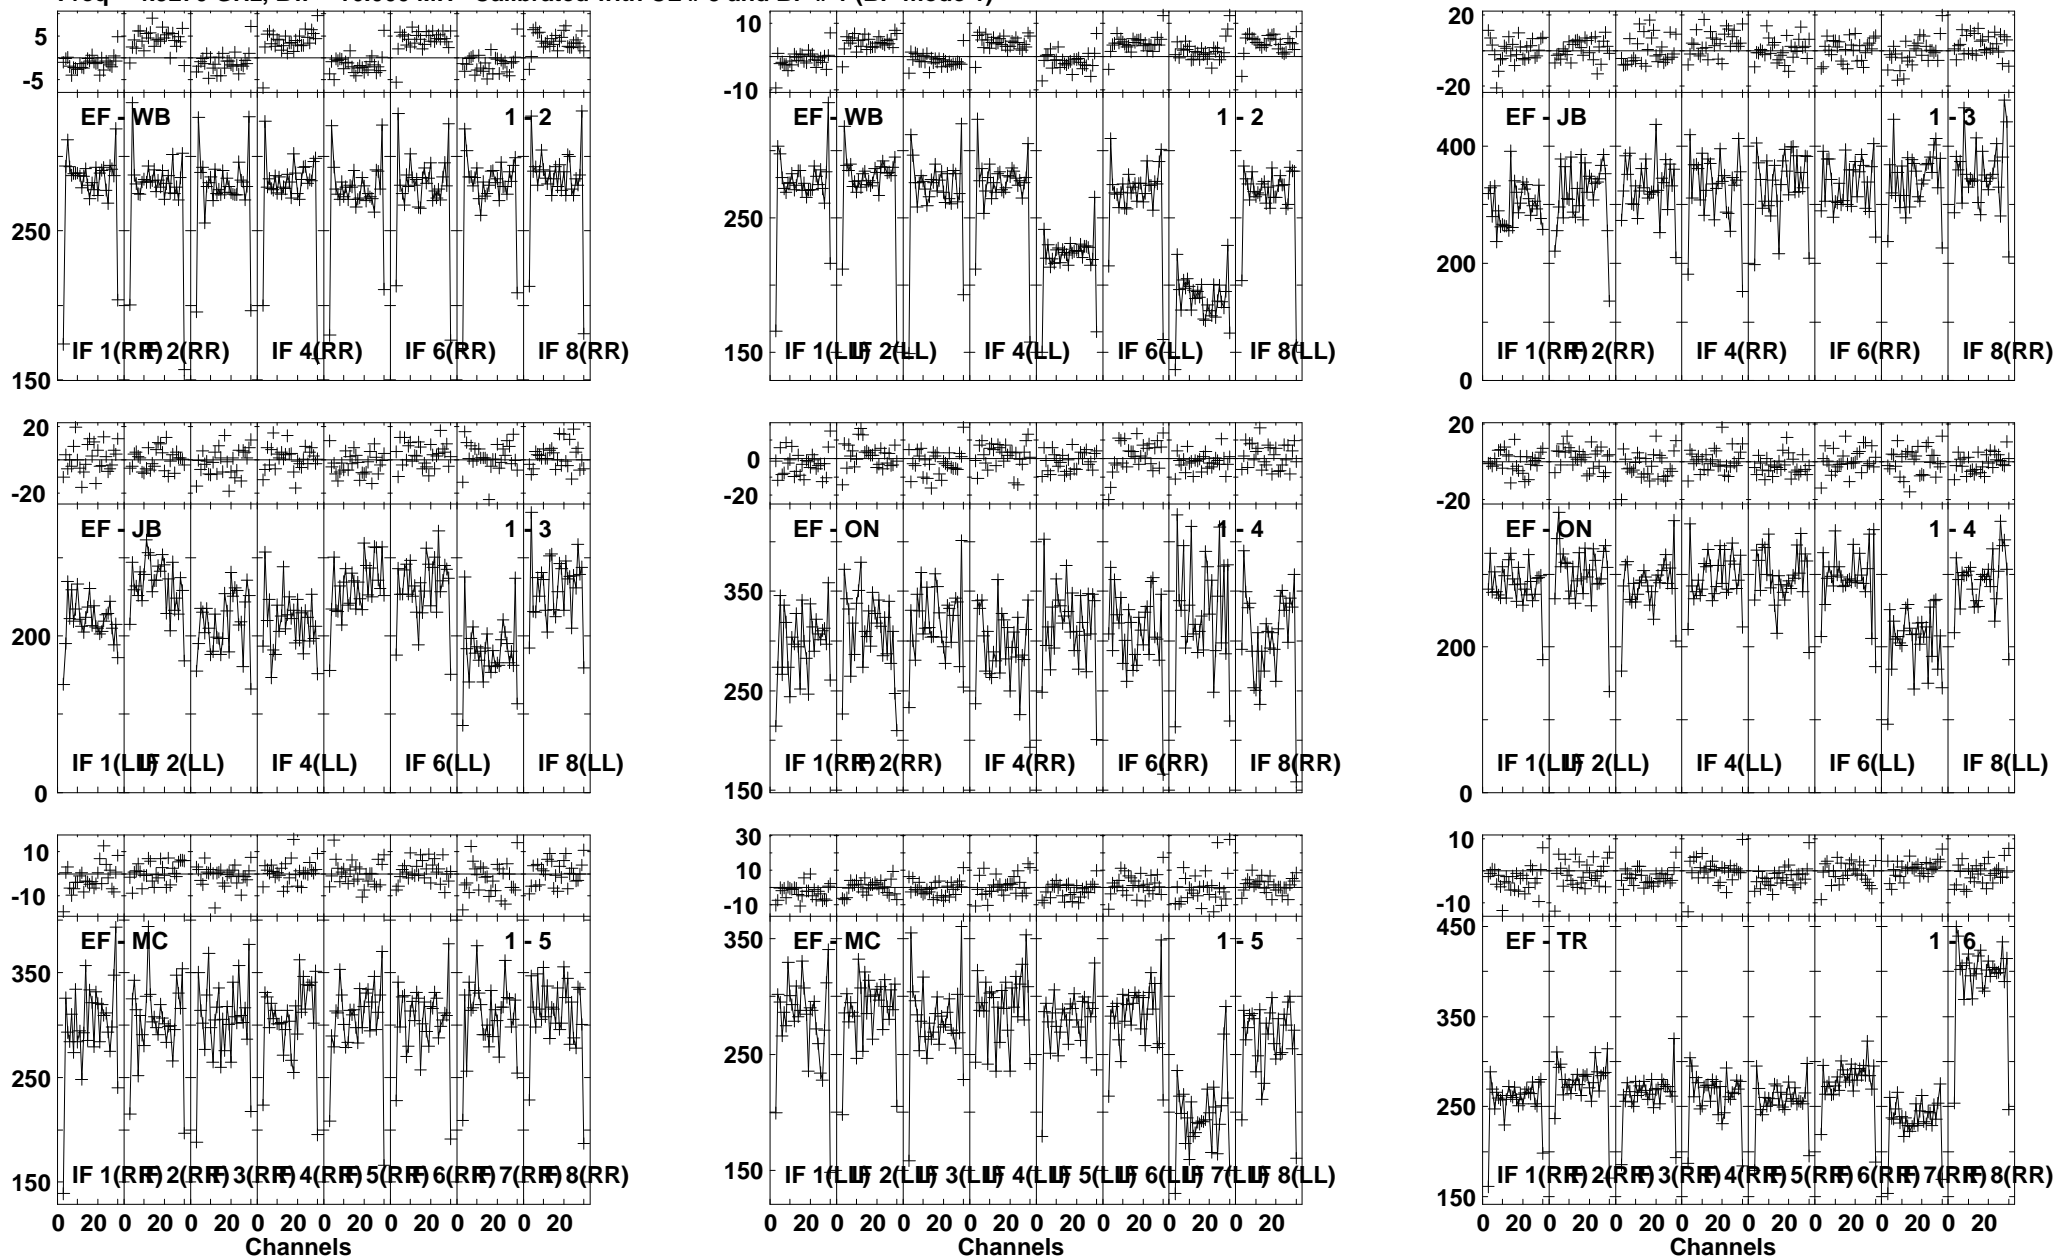 5
-5
EF - WB 1 - 2
250
IF 1(RR) IF 2(RR) IF 4(RR) IF 6(RR) IF 8(RR)
150
10
-10
EF - WB 1 - 2
250
150
IF 1(LL) IF 2(LL) IF 4(LL) IF 6(LL) IF 8(LL)
20
-20
EF - JB 1 - 3
400
200
IF 1(RR) IF 2(RR) IF 4(RR) IF 6(RR) IF 8(RR)
0
20
-20
EF - JB 1 - 3
200
IF 1(LL) IF 2(LL) IF 4(LL) IF 6(LL) IF 8(LL)
0
20
0
-20
EF - ON 1 - 4
350
250
IF 1(RR) IF 2(RR) IF 4(RR) IF 6(RR) IF 8(RR)
150
20
-20
EF - ON 1 - 4
200
IF 1(LL) IF 2(LL) IF 4(LL) IF 6(LL) IF 8(LL)
0
10
-10
EF - MC 1 - 5
350
250
150
IF 1(RR) IF 2(RR) IF 3(RR) IF 4(RR) IF 5(RR) IF 6(RR) IF 7(RR) IF 8(RR)
0 20 0 20 0 20 0 20 0 20 0 20 0 20 0 20
Channels
30
10
-10
EF - MC 1 - 5
350
250
150
IF 1(LL) IF 2(LL) IF 3(LL) IF 4(LL) IF 5(LL) IF 6(LL) IF 7(LL) IF 8(LL)
0 20 0 20 0 20 0 20 0 20 0 20 0 20 0 20
Channels
10
-10
EF - TR 1 - 6
450
350
250
150
IF 1(RR) IF 2(RR) IF 3(RR) IF 4(RR) IF 5(RR) IF 6(RR) IF 7(RR) IF 8(RR)
0 20 0 20 0 20 0 20 0 20 0 20 0 20 0 20
Channels